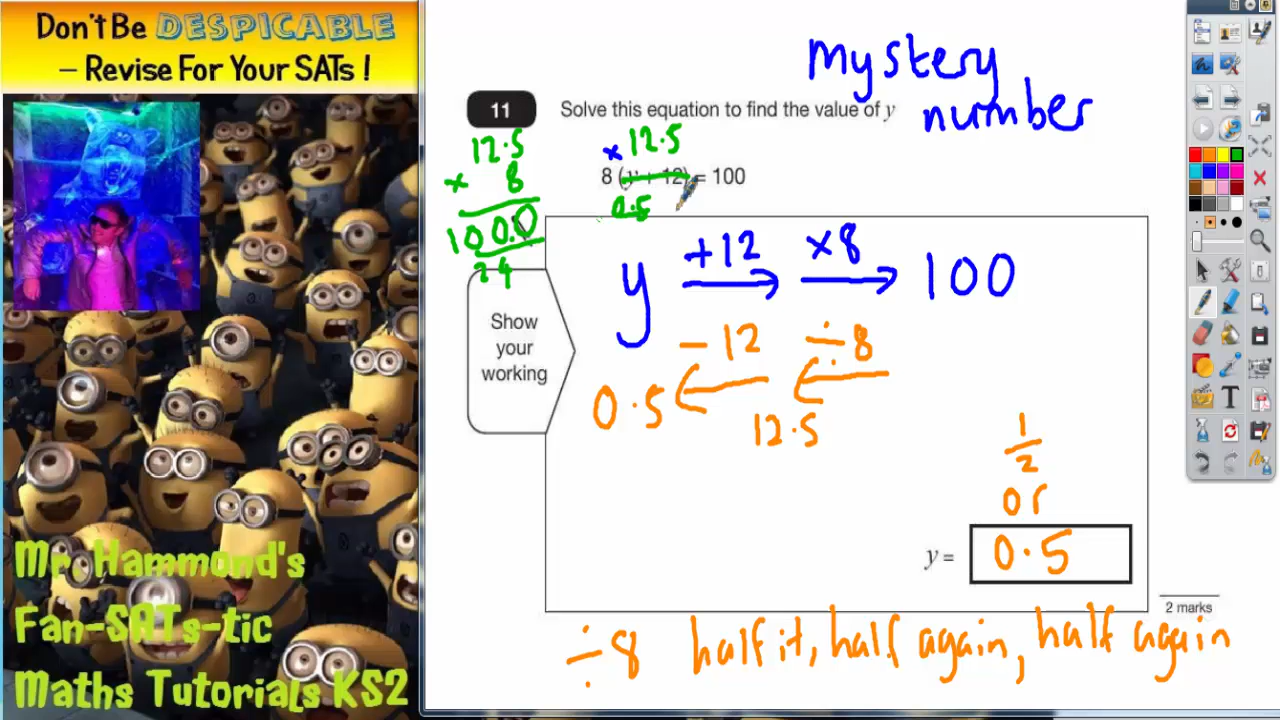 Don't Be DESPICABLE
– Revise For Your SATs !
Mr. Hammond's
Fan-SATs-tic
Maths Tutorials KS2
mystery
number
11 Solve this equation to find the value of y
12.5
× 8
100.0
24
× 12.5
8 (y + 12) = 100
0.5
y +12 ×8 100
− 12 ÷8
0.5
12.5
Show
your
working
1
2
or
y = 0.5
2 marks
÷8 half it, half again, half again
T